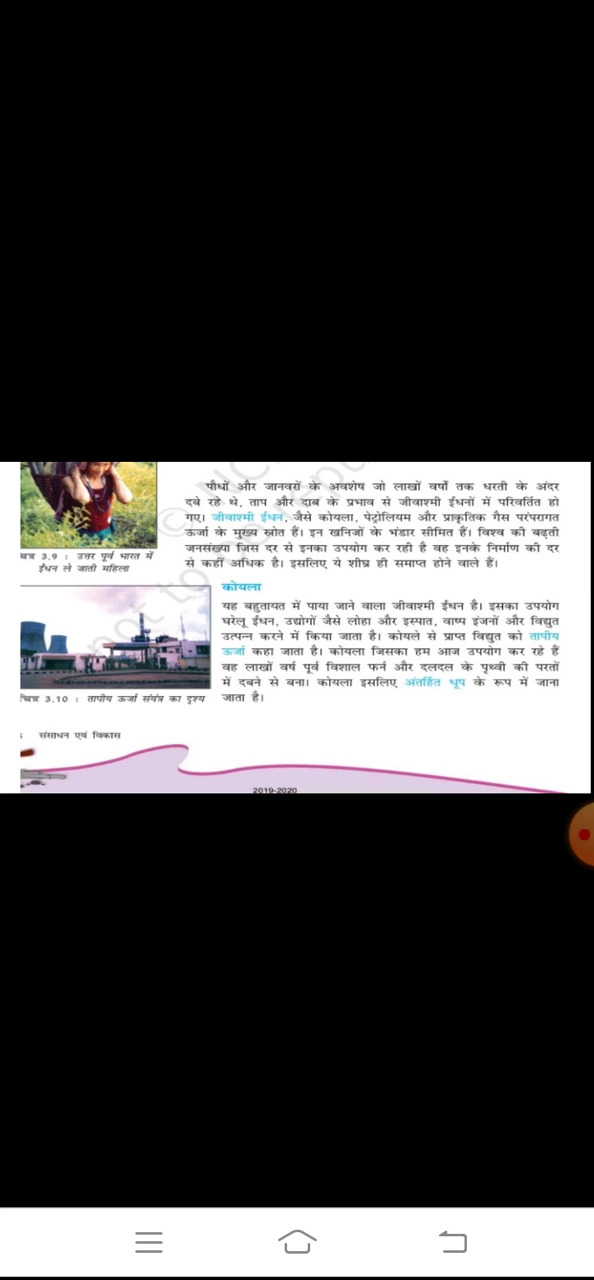 पौधों और जानवरों के अवशेष जो लाखों वर्षों तक धरती के अंदर
दबे रहे थे, ताप और दाब के प्रभाव से जीवाश्मी ईंधनों में परिवर्तित हो
गए। जीवाश्मी ईंधन, जैसे कोयला, पेट्रोलियम और प्राकृतिक गैस परंपरागत
ऊर्जा के मुख्य स्रोत हैं। इन खनिजों के भंडार सीमित हैं। विश्व की बढ़ती
जनसंख्या जिस दर से इनका उपयोग कर रही है वह इनके निर्माण की दर
से कहीं अधिक है। इसलिए ये शीघ्र ही समाप्त होने वाले हैं।
चित्र 3.9 : उत्तर पूर्व भारत में
ईंधन ले जाती महिला
कोयला
यह बहुतायत में पाया जाने वाला जीवाश्मी ईंधन है। इसका उपयोग
घरेलू ईंधन, उद्योगों जैसे लोहा और इस्पात, वाष्प इंजनों और विद्युत
उत्पन्न करने में किया जाता है। कोयले से प्राप्त विद्युत को तापीय
ऊर्जा कहा जाता है। कोयला जिसका हम आज उपयोग कर रहे हैं
वह लाखों वर्ष पूर्व विशाल फर्न और दलदल के पृथ्वी की परतों
में दबने से बना। कोयला इसलिए अंतर्हित धूप के रूप में जाना
जाता है।
चित्र 3.10 : तापीय ऊर्जा संयंत्र का दृश्य
संसाधन एवं विकास
2019-2020